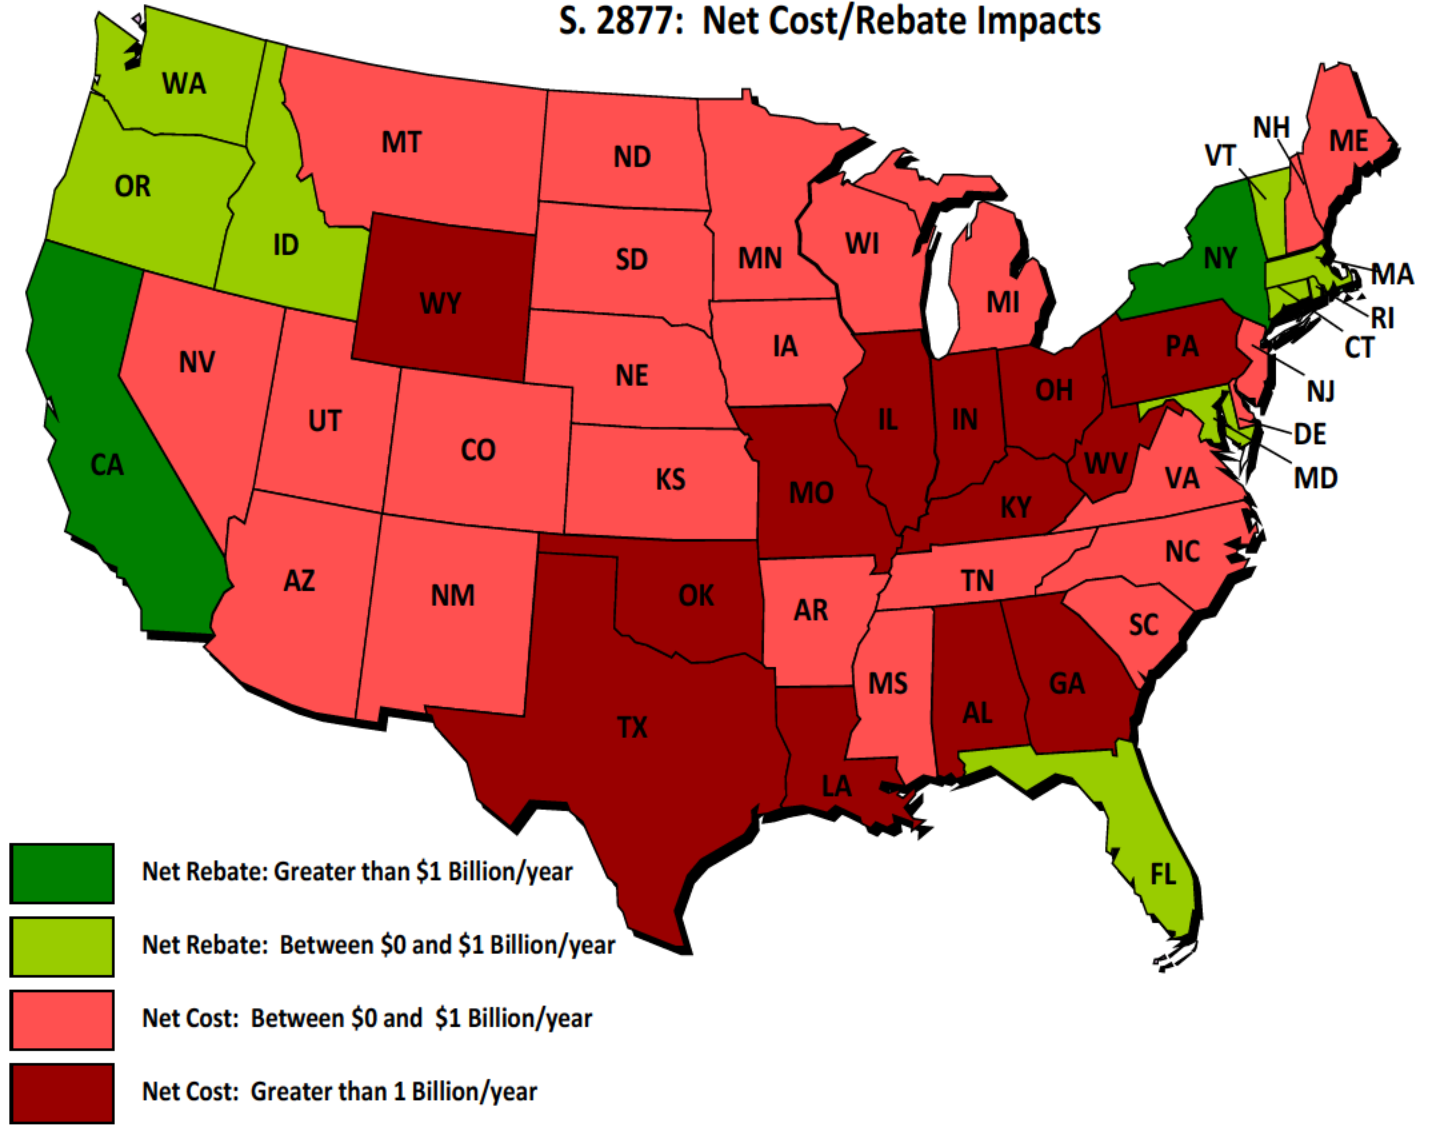 S. 2877:  Net Cost/Rebate Impacts
WA
MT
ND
NH
ME
VT
OR
ID
SD
MN
WI
NY
MA
WY
MI
RI
NV
IA
PA
CT
NE
OH
NJ
UT
CO
IL
IN
DE
CA
KS
MO
WV
VA
MD
KY
AZ
NM
OK
AR
TN
NC
SC
MS
AL
GA
TX
LA
FL
Net Rebate: Greater than $1 Billion/year
Net Rebate:  Between $0 and $1 Billion/year
Net Cost:  Between $0 and  $1 Billion/year
Net Cost:  Greater than 1 Billion/year